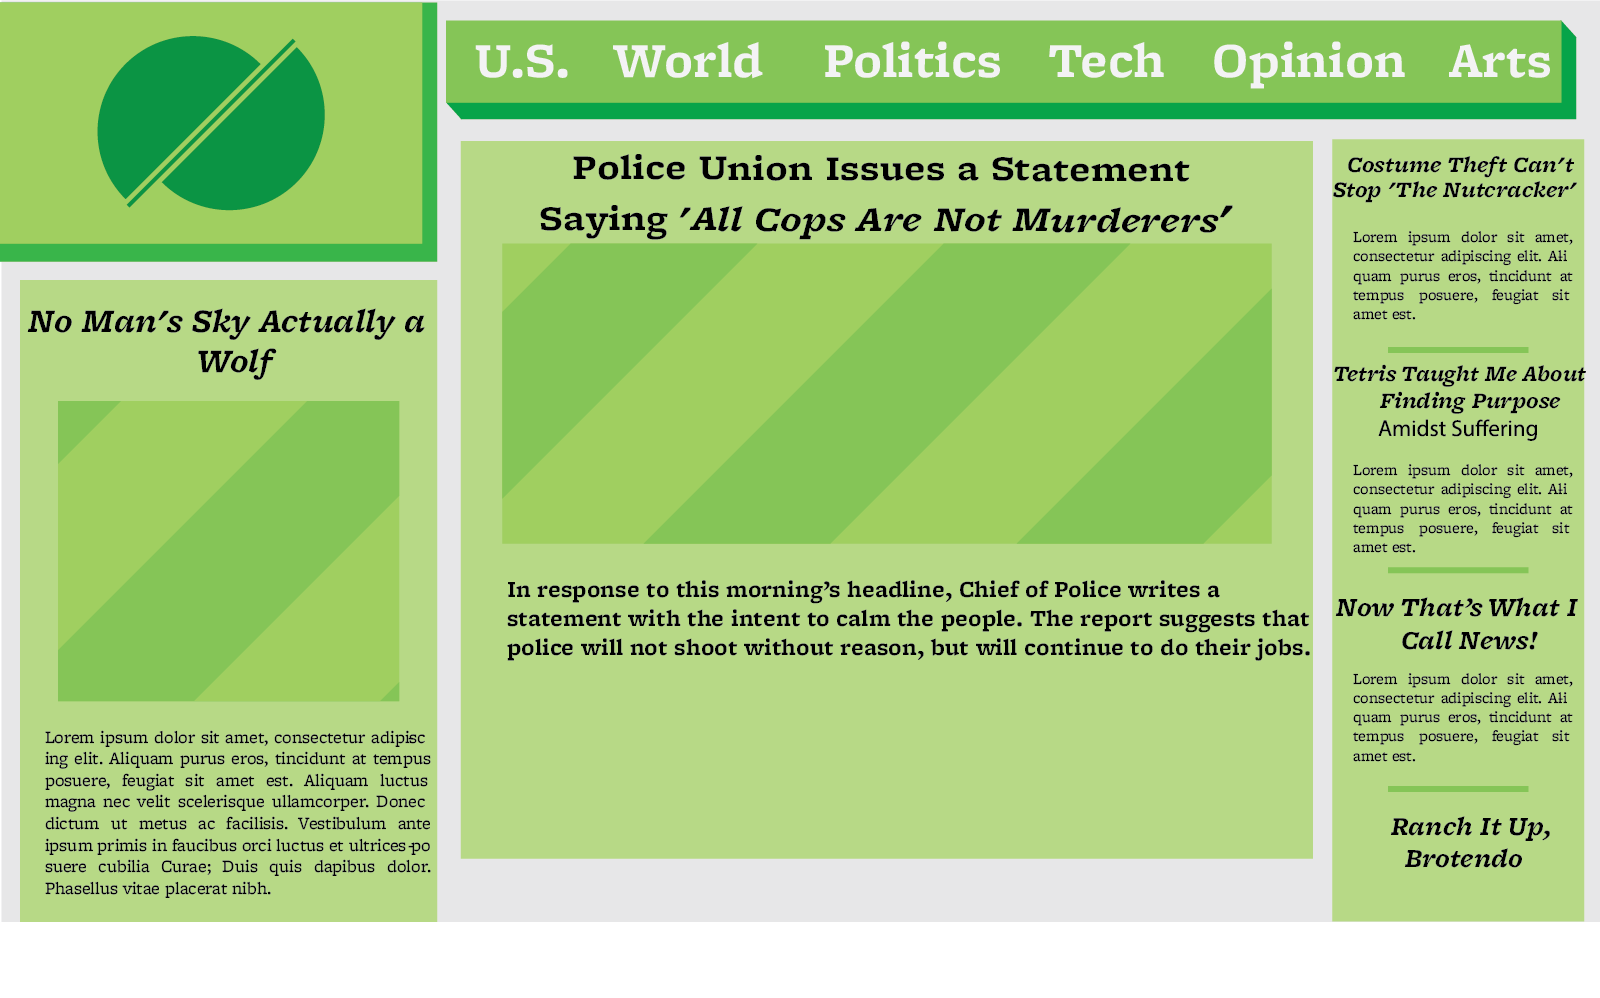 U.S. World Politics Tech Opinion Arts
No Man's Sky Actually a
Wolf
Lorem ipsum dolor sit amet, consectetur adipisc
ing elit. Aliquam purus eros, tincidunt at tempus
posuere, feugiat sit amet est. Aliquam luctus
magna nec velit scelerisque ullamcorper. Donec
dictum ut metus ac facilisis. Vestibulum ante
ipsum primis in faucibus orci luctus et ultrices-po
suere cubilia Curae; Duis quis dapibus dolor.
Phasellus vitae placerat nibh.
Police Union Issues a Statement
Saying 'All Cops Are Not Murderers'
In response to this morning’s headline, Chief of Police writes a
statement with the intent to calm the people. The report suggests that
police will not shoot without reason, but will continue to do their jobs.
Costume Theft Can't
Stop 'The Nutcracker'
Lorem ipsum dolor sit amet,
consectetur adipiscing elit. Ali
quam purus eros, tincidunt at
tempus posuere, feugiat sit
amet est.
Tetris Taught Me About
Finding Purpose
Amidst Suffering
Lorem ipsum dolor sit amet,
consectetur adipiscing elit. Ali
quam purus eros, tincidunt at
tempus posuere, feugiat sit
amet est.
Now That’s What I
Call News!
Lorem ipsum dolor sit amet,
consectetur adipiscing elit. Ali
quam purus eros, tincidunt at
tempus posuere, feugiat sit
amet est.
Ranch It Up,
Brotendo